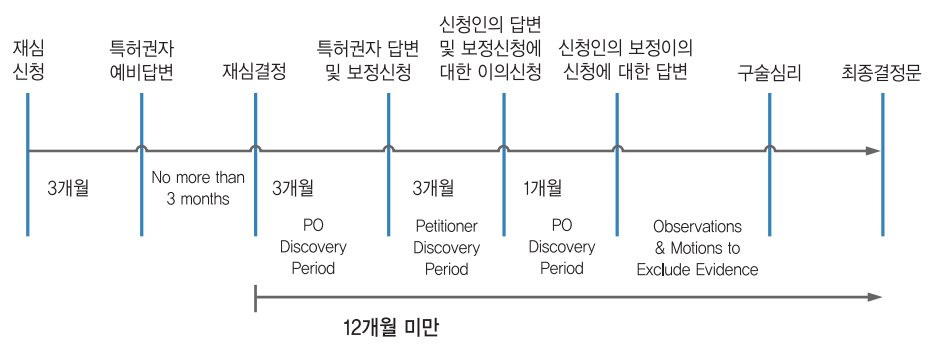 재심
신청
특허권자
예비답변
재심결정
특허권자 답변
및 보정신청
신청인의 답변
및 보정신청에
대한 이의신청
신청인의 보정이의
신청에 대한 답변
구술심리
최종결정문
3개월
No more than
3 months
3개월
3개월
1개월
PO
Discovery
Period
Petitioner
Discovery
Period
PO
Discovery
Period
Observations
& Motions to
Exclude Evidence
12개월 미만